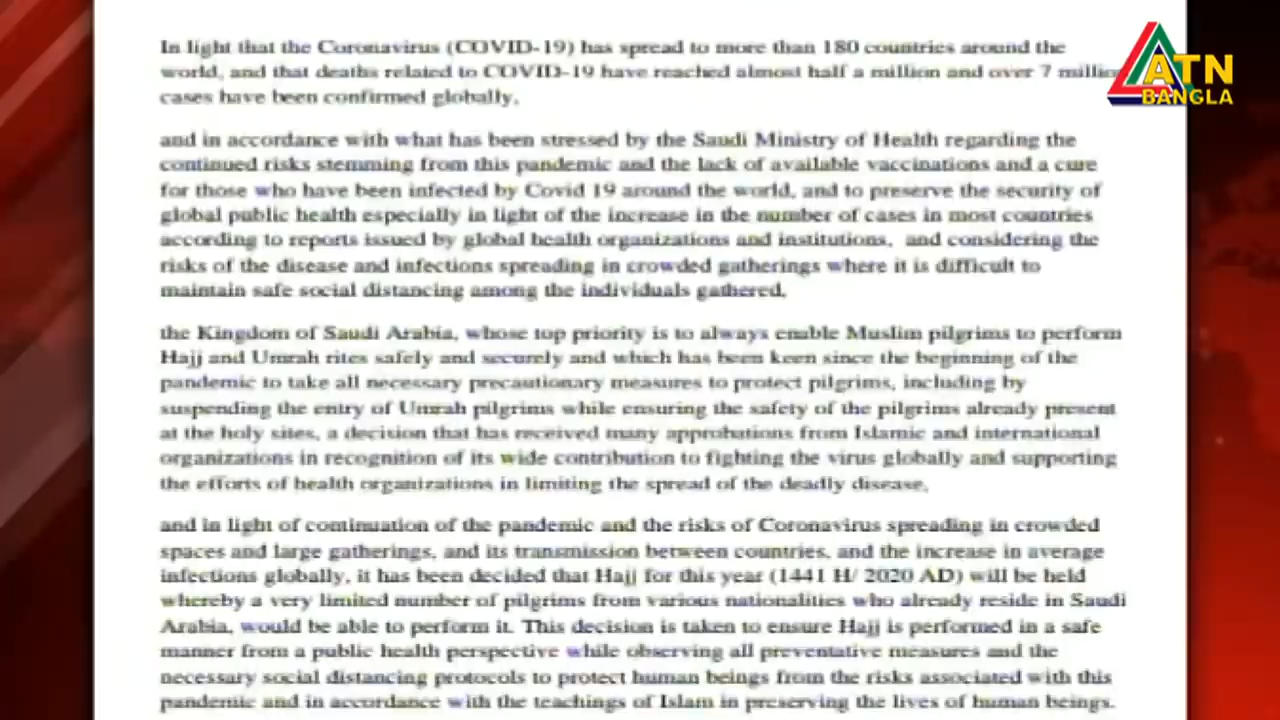 In light that the Coronavirus (COVID-19) has spread to more than 180 countries around the
world, and that deaths related to COVID-19 have reached almost half a million and over 7 millio
cases have been confirmed globally,
and in accordance with what has been stressed by the Saudi Ministry of Health regarding the
continued risks stemming from this pandemic and the lack of available vaccinations and a cure
for those who have been infected by Covid 19 around the world, and to preserve the security of
global public health especially in light of the increase in the number of cases in most countries
according to reports issued by global health organizations and institutions, and considering the
risks of the disease and infections spreading in crowded gatherings where it is difficult to
maintain safe social distancing among the individuals gathered,
the Kingdom of Saudi Arabia, whose top priority is to always enable Muslim pilgrims to perform
Hajj and Umrah rites safely and securely and which has been keen since the beginning of the
pandemic to take all necessary precautionary measures to protect pilgrims, including by
suspending the entry of Umrah pilgrims while ensuring the safety of the pilgrims already present
at the holy sites, a decision that has received many approbations from Islamic and international
organizations in recognition of its wide contribution to fighting the virus globally and supporting
the efforts of health organizations in limiting the spread of the deadly disease,
and in light of continuation of the pandemic and the risks of Coronavirus spreading in crowded
spaces and large gatherings, and its transmission between countries, and the increase in average
infections globally, it has been decided that Hajj for this year (1441 H/ 2020 AD) will be held
whereby a very limited number of pilgrims from various nationalities who already reside in Saudi
Arabia, would be able to perform it. This decision is taken to ensure Hajj is performed in a safe
manner from a public health perspective while observing all preventative measures and the
necessary social distancing protocols to protect human beings from the risks associated with this
pandemic and in accordance with the teachings of Islam in preserving the lives of human beings.
ATN
BANGLA